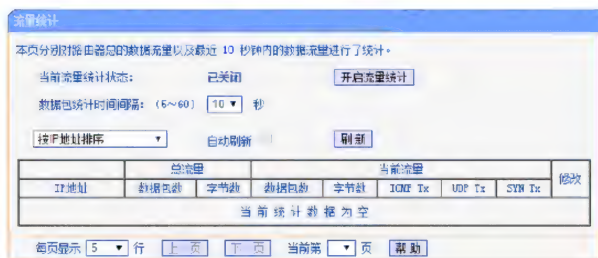 流量统计
本页分别对路由器总的数据流量以及最近 10 秒钟内的数据流量进行了统计。
当前流量统计状态: 已关闭 开启流量统计
数据包统计时间间隔: (5~60) 10 秒
按IP地址排序 自动刷新 刷新
总流量 当前流量 修改
IP地址 数据包数 字节数 数据包数 字节数 ICMP Tx UDP Tx SYN Tx
当前统计数据为空
每页显示 5 行 上一页 下一页 当前第 页 帮助